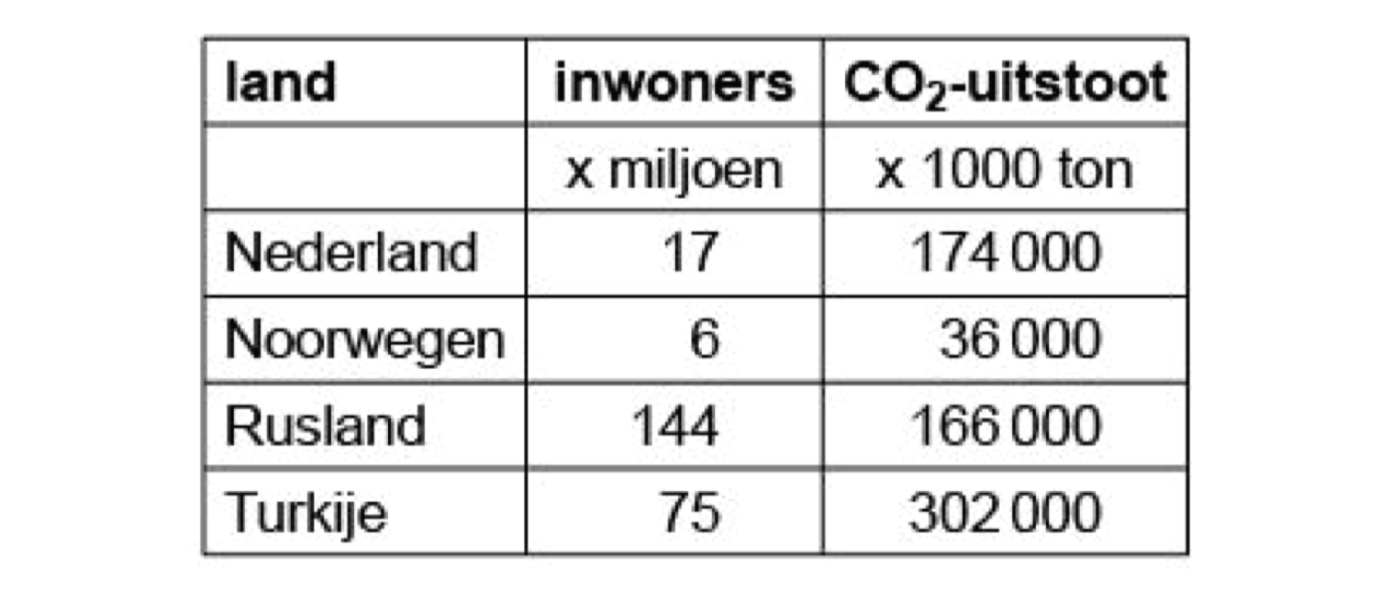 land inwoners CO₂-uitstoot
x miljoen x 1000 ton
Nederland 17 174 000
Noorwegen 6 36 000
Rusland 144 166 000
Turkije 75 302 000